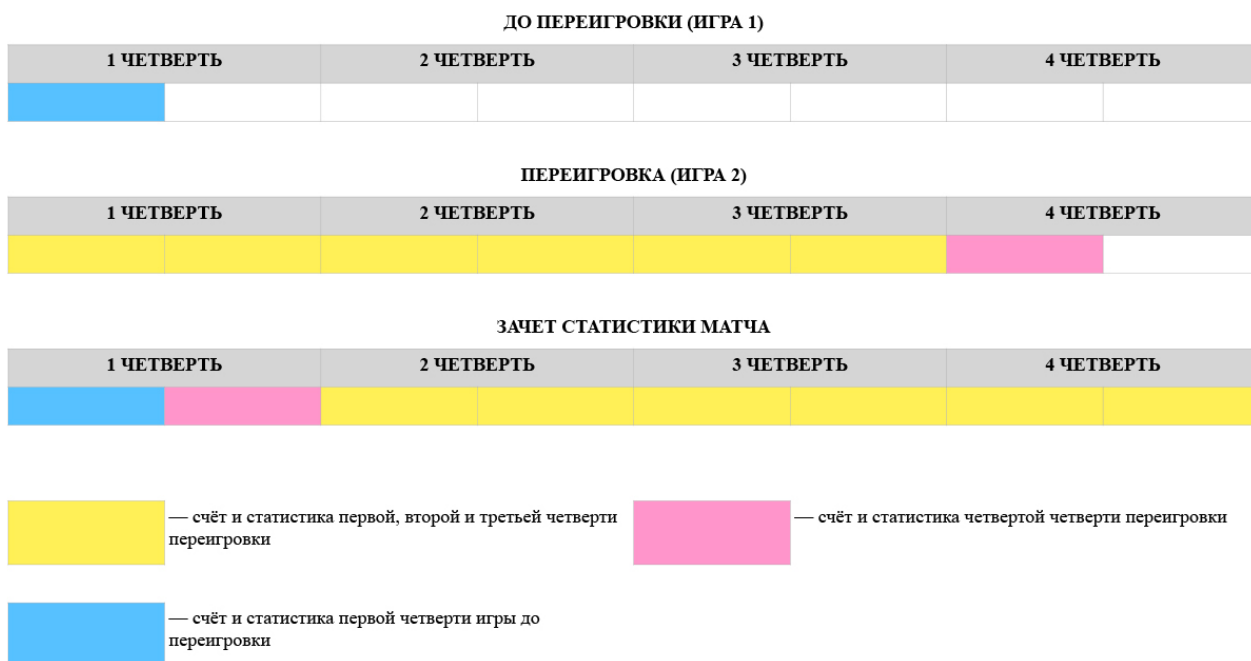 ДО ПЕРЕИГРОВКИ (ИГРА 1)
1 ЧЕТВЕРТЬ 2 ЧЕТВЕРТЬ 3 ЧЕТВЕРТЬ 4 ЧЕТВЕРТЬ
ПЕРЕИГРОВКА (ИГРА 2)
1 ЧЕТВЕРТЬ 2 ЧЕТВЕРТЬ 3 ЧЕТВЕРТЬ 4 ЧЕТВЕРТЬ
ЗАЧЕТ СТАТИСТИКИ МАТЧА
1 ЧЕТВЕРТЬ 2 ЧЕТВЕРТЬ 3 ЧЕТВЕРТЬ 4 ЧЕТВЕРТЬ
— счёт и статистика первой, второй и третьей четверти
переигровки
— счёт и статистика четвертой четверти переигровки
— счёт и статистика первой четверти игры до
переигровки